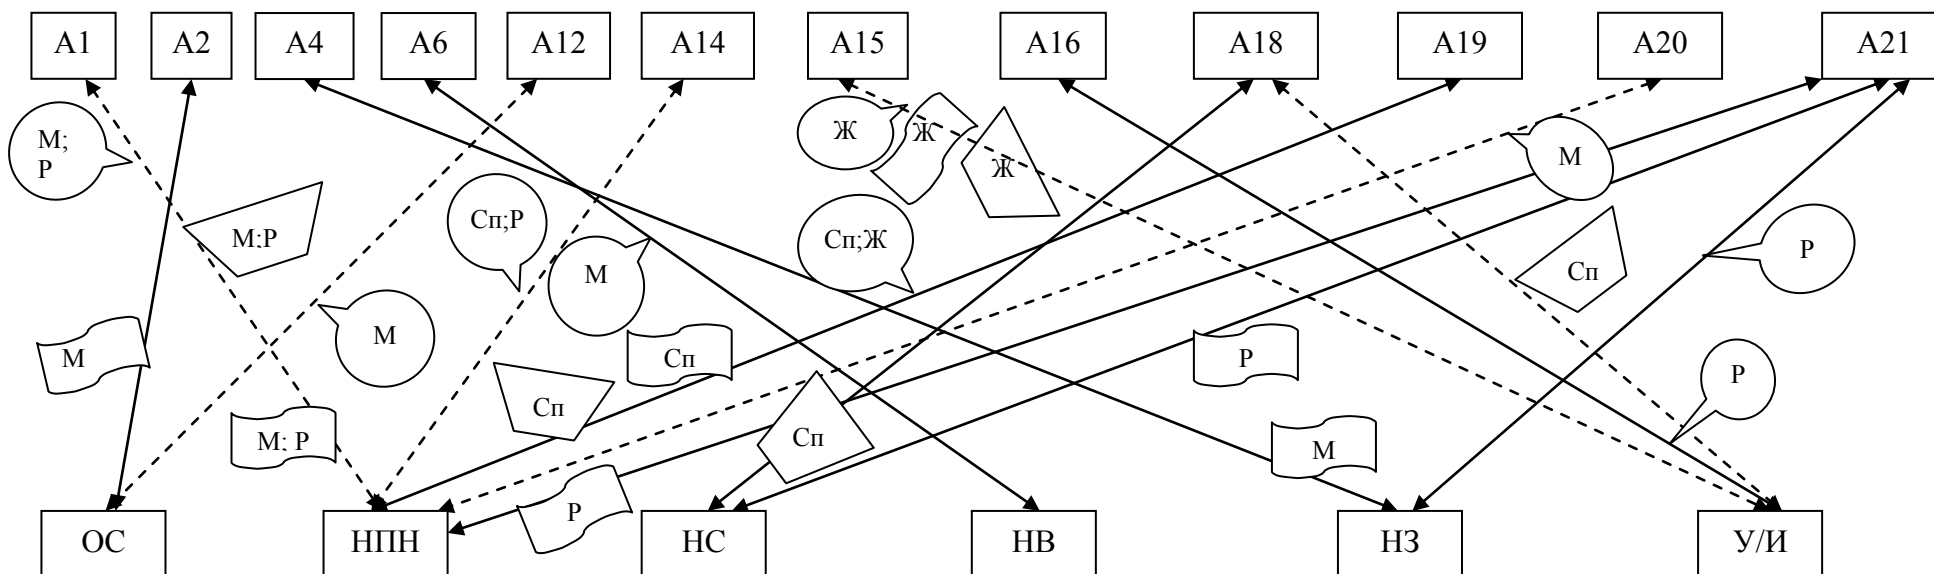 А1 А2 А4 А6 А12 А14 А15 А16 А18 А19 А20 А21
М;
Р
Ж
Ж
Ж
М
М;Р
Сп;Р
М
Сп;Ж
Сп
Р
М
М
Сп
Р
Р
М; Р
Сп
Сп
М
Р
ОС НПН НС НВ НЗ У/И